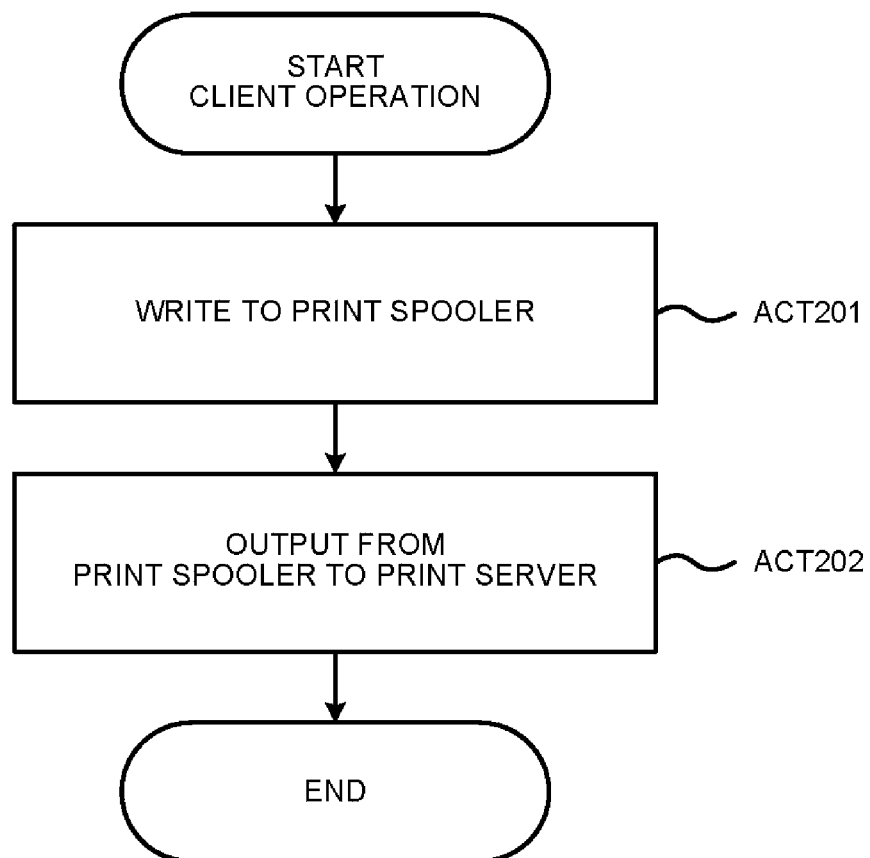 START
CLIENT OPERATION
WRITE TO PRINT SPOOLER
ACT201
OUTPUT FROM
PRINT SPOOLER TO PRINT SERVER
ACT202
END